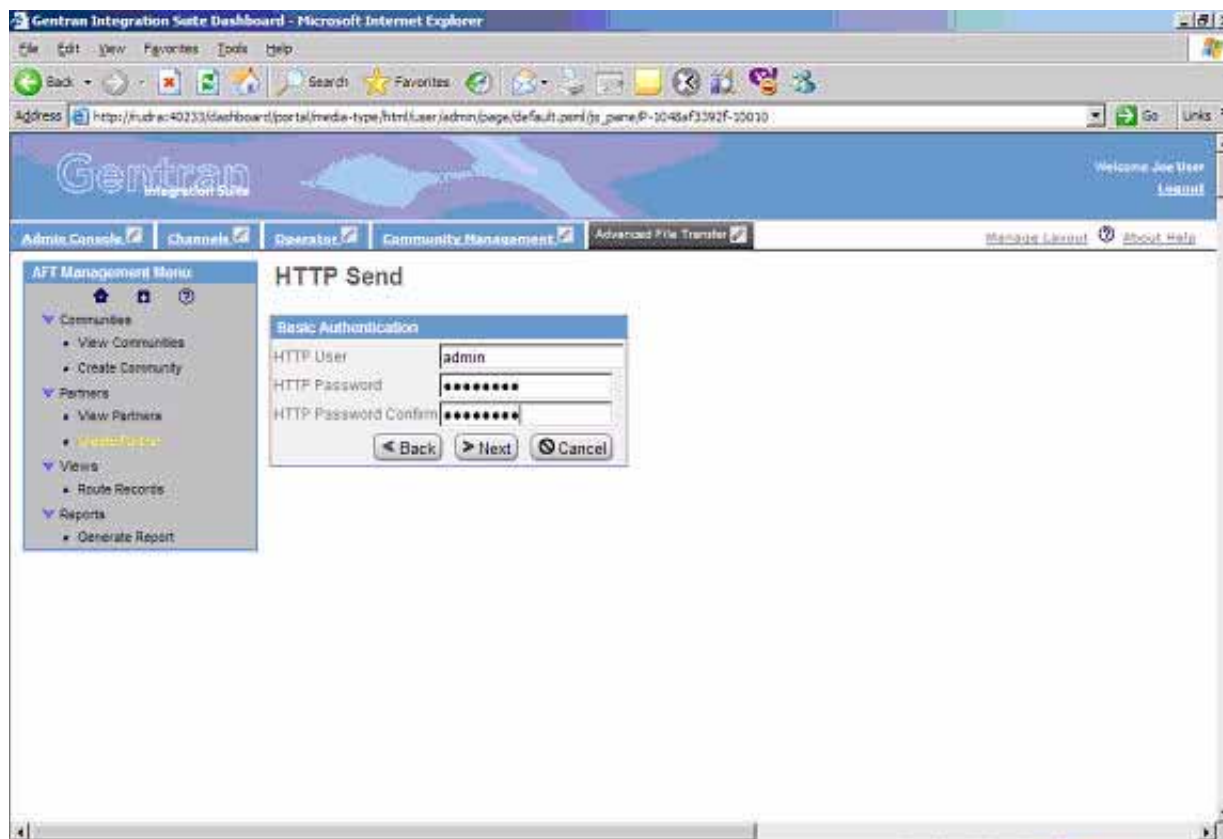 Gentran Integration Suite Dashboard - Microsoft Internet Explorer
File Edit View Favorites Tools Help
Back Search Favorites
Address Go Links
Gentran
Integration Suite
Welcome Joe User
Logout
Admin Console Channels Operator Community Management Advanced File Transfer
Manage Layout About Help
AFT Management Menu
HTTP Send
Communities
View Communities
Create Community
Partners
View Partners
Create Partner
Views
Route Records
Reports
Generate Report
Basic Authentication
HTTP User admin
HTTP Password ••••••••
HTTP Password Confirm ••••••••
Back Next Cancel